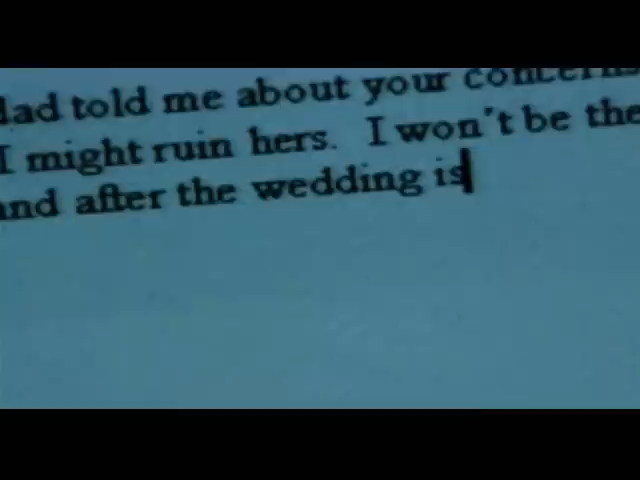 dad told me about your concerns
I might ruin hers. I won't be the
and after the wedding is